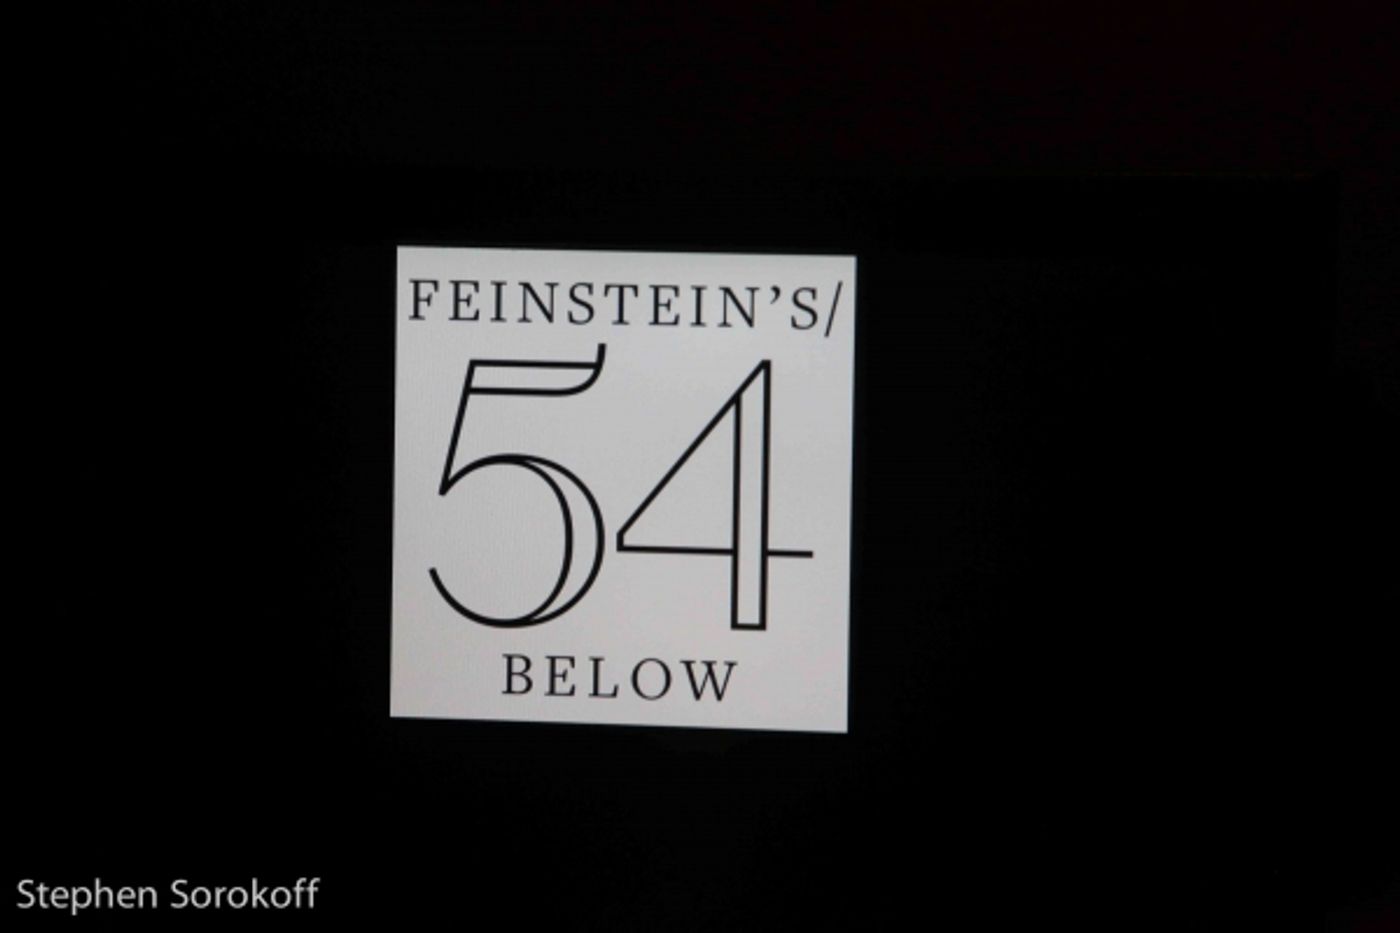 FEINSTEIN'S/
54
BELOW
Stephen Sorokoff